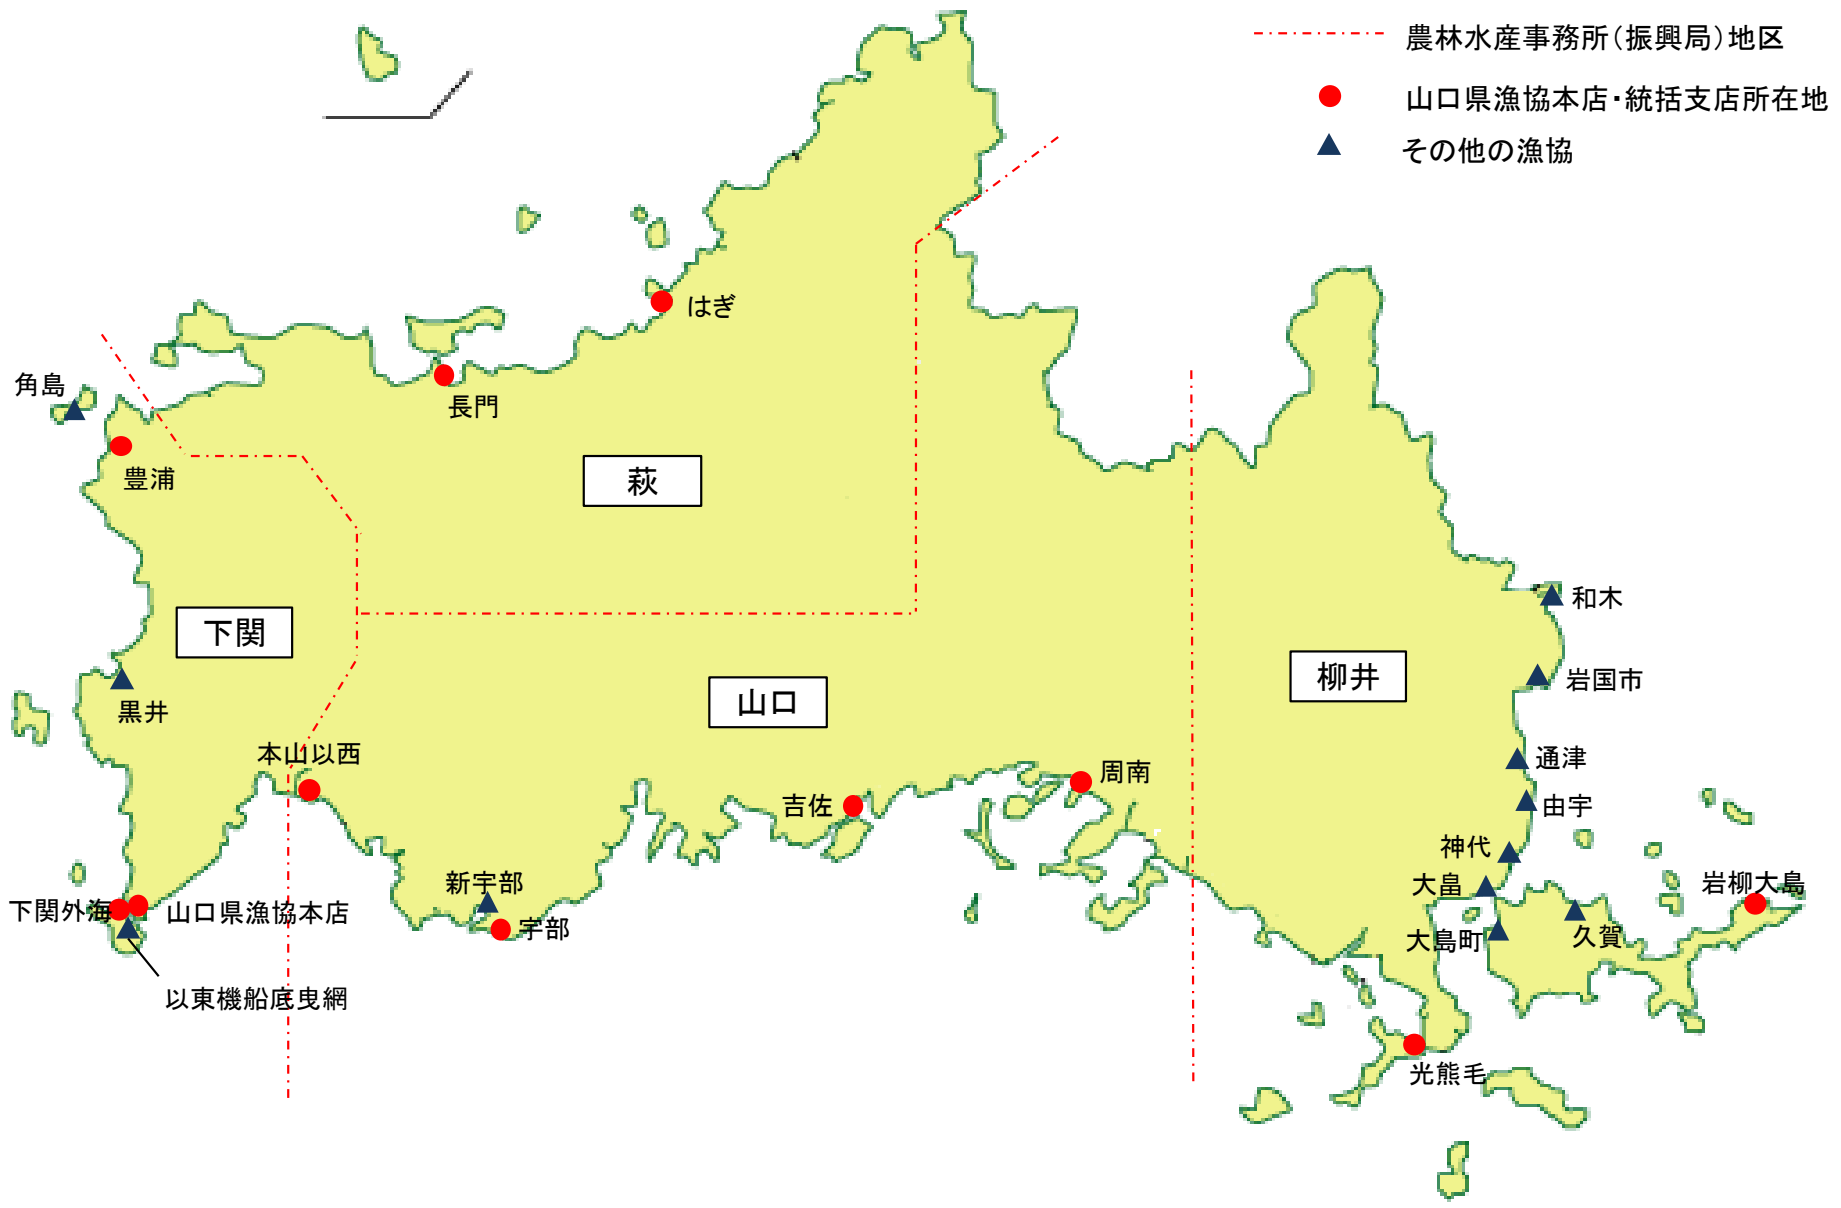 農林水産事務所(振興局)地区
山口県漁協本店・統括支店所在地
その他の漁協
はぎ
角島
長門
豊浦
萩
和木
下関
柳井
岩国市
山口
黒井
本山以西
通津
周南
吉佐
由宇
神代
新宇部
大畠
岩柳大島
下関外海
山口県漁協本店
宇部
大島町
久賀
以東機船底曳網
光熊毛